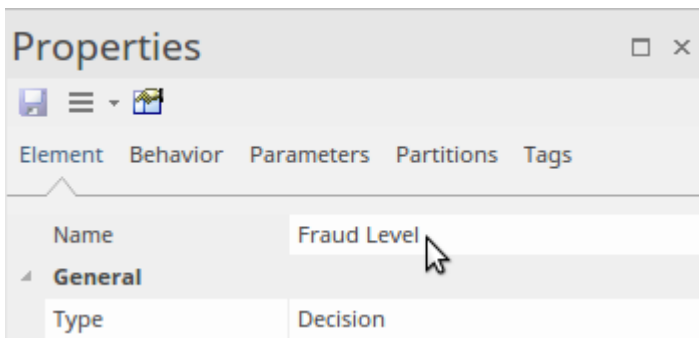 Properties
Element Behavior Parameters Partitions Tags
Name Fraud Level
General
Type Decision